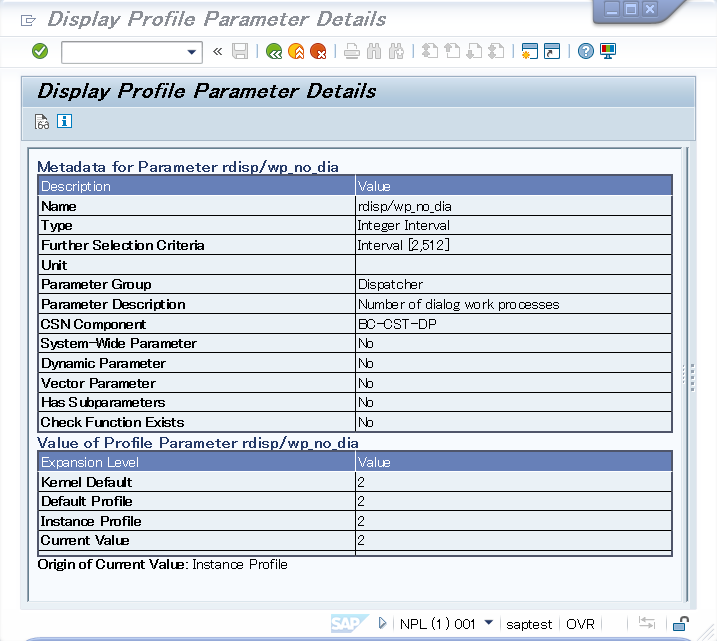 Display Profile Parameter Details
«
Display Profile Parameter Details
Metadata for Parameter rdisp/wp_no_dia
Description Value
Name rdisp/wp_no_dia
Type Integer Interval
Further Selection Criteria Interval [2,512]
Unit
Parameter Group Dispatcher
Parameter Description Number of dialog work processes
CSN Component BC-CST-DP
System-Wide Parameter No
Dynamic Parameter No
Vector Parameter No
Has Subparameters No
Check Function Exists No
Value of Profile Parameter rdisp/wp_no_dia
Expansion Level Value
Kernel Default 2
Default Profile 2
Instance Profile 2
Current Value 2
Origin of Current Value: Instance Profile
SAP NPL (1) 001 saptest OVR